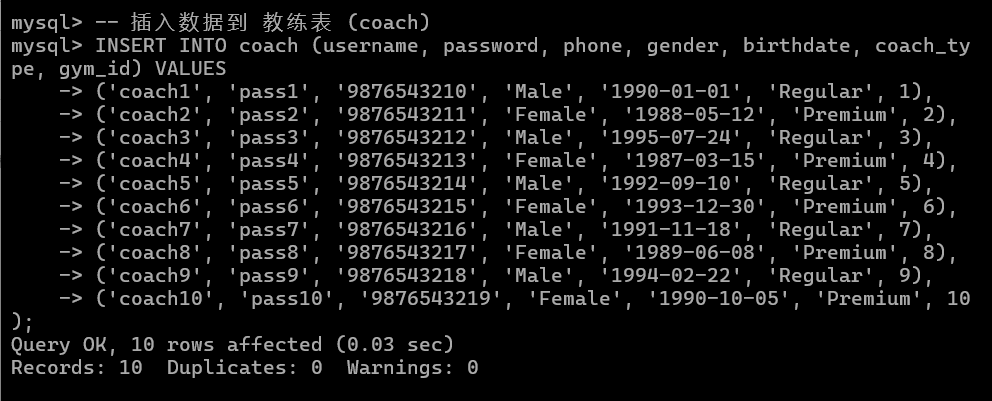 mysql> -- 插入数据到 教练表 (coach)
mysql> INSERT INTO coach (username, password, phone, gender, birthdate, coach_ty
pe, gym_id) VALUES
    -> ('coach1', 'pass1', '9876543210', 'Male', '1990-01-01', 'Regular', 1),
    -> ('coach2', 'pass2', '9876543211', 'Female', '1988-05-12', 'Premium', 2),
    -> ('coach3', 'pass3', '9876543212', 'Male', '1995-07-24', 'Regular', 3),
    -> ('coach4', 'pass4', '9876543213', 'Female', '1987-03-15', 'Premium', 4),
    -> ('coach5', 'pass5', '9876543214', 'Male', '1992-09-10', 'Regular', 5),
    -> ('coach6', 'pass6', '9876543215', 'Female', '1993-12-30', 'Premium', 6),
    -> ('coach7', 'pass7', '9876543216', 'Male', '1991-11-18', 'Regular', 7),
    -> ('coach8', 'pass8', '9876543217', 'Female', '1989-06-08', 'Premium', 8),
    -> ('coach9', 'pass9', '9876543218', 'Male', '1994-02-22', 'Regular', 9),
    -> ('coach10', 'pass10', '9876543219', 'Female', '1990-10-05', 'Premium', 10
);
Query OK, 10 rows affected (0.03 sec)
Records: 10  Duplicates: 0  Warnings: 0